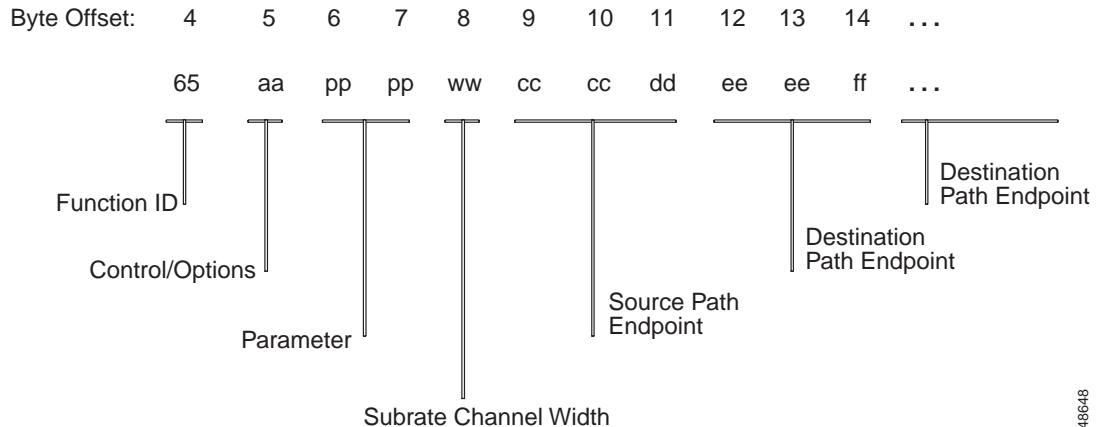 Byte Offset: 4 5 6 7 8 9 10 11 12 13 14 ...
65 aa pp pp ww cc cc dd ee ee ff ...
Function ID
Control/Options
Parameter
Subrate Channel Width
Source Path
Endpoint
Destination
Path Endpoint
Destination
Path Endpoint
48648